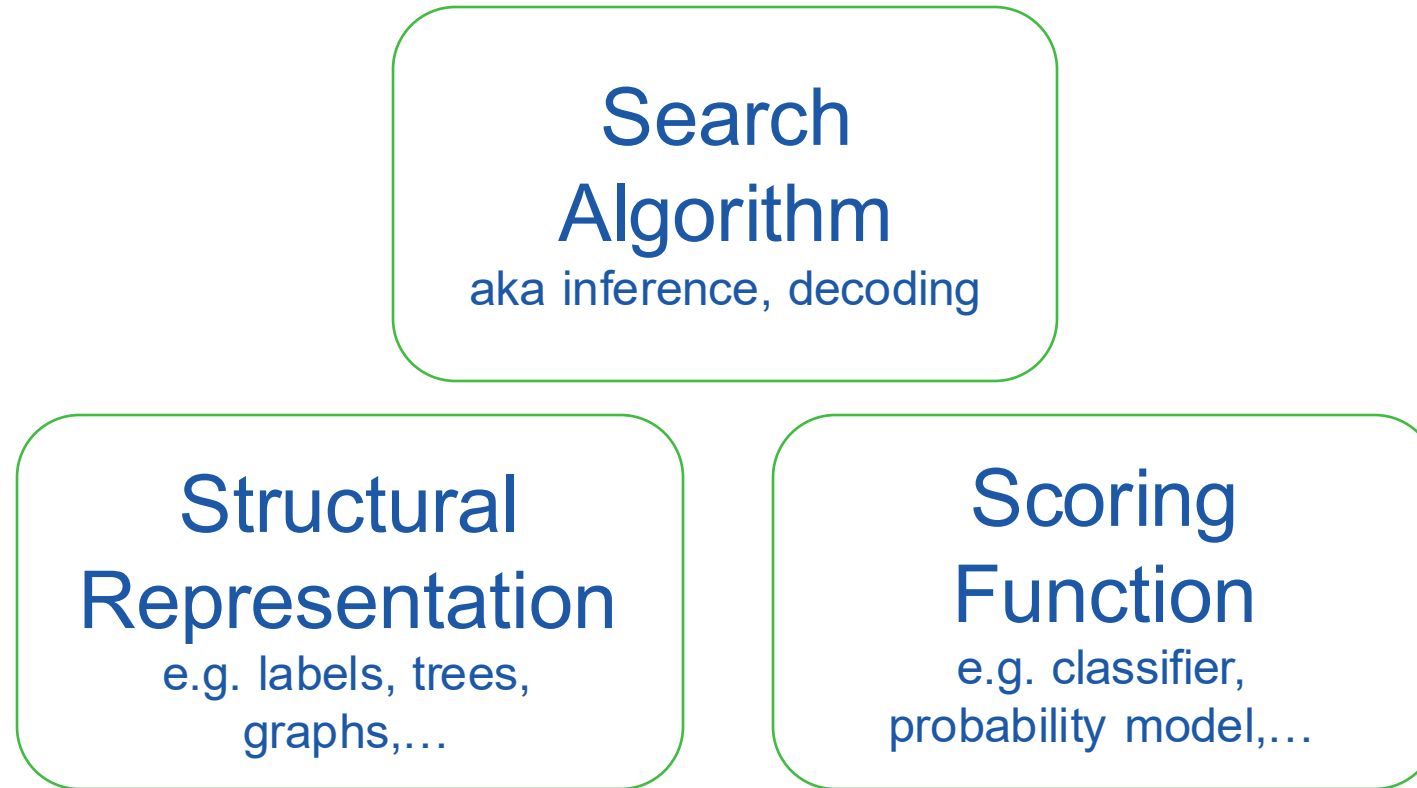 Search
Algorithm
aka inference, decoding
Structural
Representation
e.g. labels, trees,
graphs,…
Scoring
Function
e.g. classifier,
probability model,…